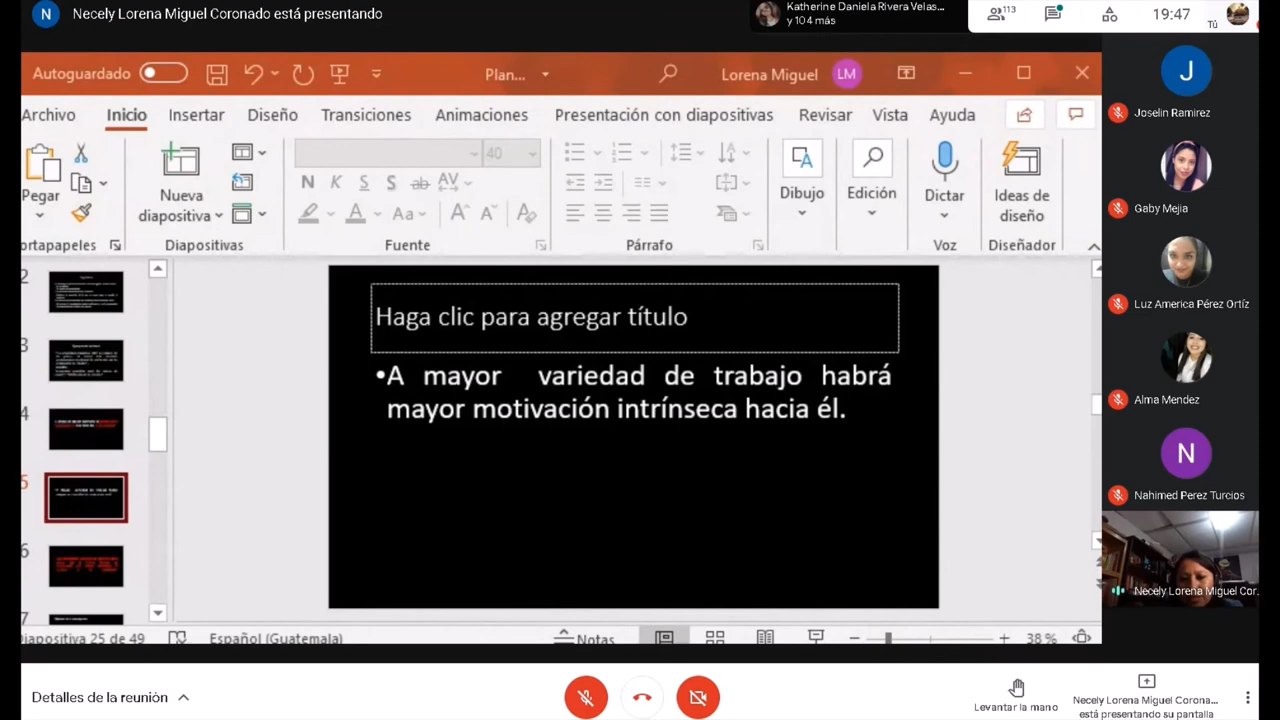 N Necely Lorena Miguel Coronado está presentando
Katherine Daniela Rivera Velas...
y 104 más
113
19:47
Tú
Autoguardado
Plan...
Lorena Miguel LM
Archivo Inicio Insertar Diseño Transiciones Animaciones Presentación con diapositivas Revisar Vista Ayuda
40
Pegar
Nueva
diapositiva
N K S S ab AV
Aa A A A
Dibujo
Edición
Dictar
Ideas de
diseño
ortapapeles Diapositivas Fuente Párrafo Voz Diseñador
2
3
4
5
6
7
Haga clic para agregar título
•A mayor variedad de trabajo habrá
mayor motivación intrínseca hacia él.
iapositiva 25 de 49 Español (Guatemala) Notas 38 %
J
Joselin Ramirez
Gaby Mejia
Luz America Pérez Ortíz
Alma Mendez
N
Nahimed Perez Turcios
Necely Lorena Miguel Cor...
Detalles de la reunión
Levantar la mano
Necely Lorena Miguel Corona...
está presentando su pantalla